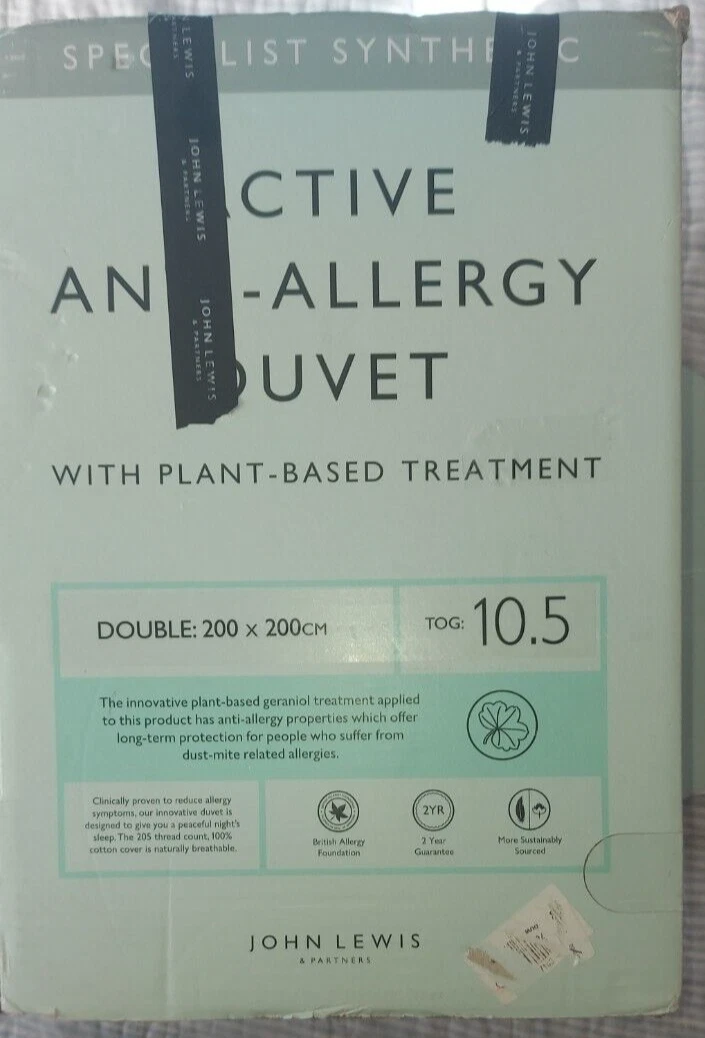 SPEC LIST SYNTHE C
CTIVE
AN -ALLERGY
DUVET
WITH PLANT-BASED TREATMENT
DOUBLE: 200 x 200CM
TOG: 10.5
The innovative plant-based geraniol treatment applied
to this product has anti-allergy properties which offer
long-term protection for people who suffer from
dust-mite related allergies.
Clinically proven to reduce allergy
symptoms, our innovative duvet is
designed to give you a peaceful night's
sleep. The 205 thread count, 100%
cotton cover is naturally breathable.
British Allergy
Foundation
2YR
2 Year
Guarantee
More Sustainably
Sourced
JOHN LEWIS
& PARTNERS
LEWIS
JOHN LEWIS
& PARTNERS
JOHN LEWIS
& PARTNERS
JOHN LEWIS
& PARTNERS